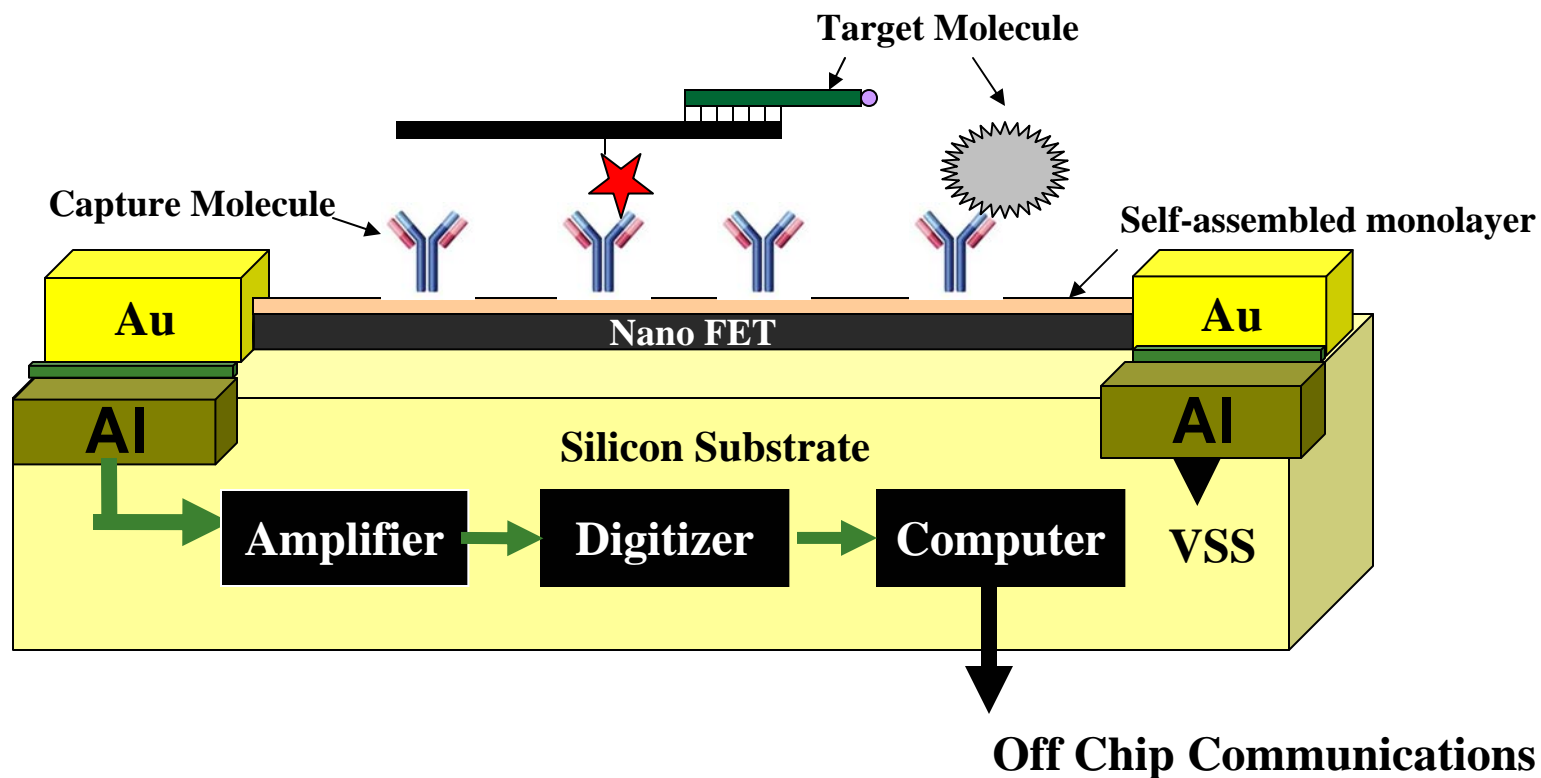 Target Molecule
Capture Molecule
Self-assembled monolayer
Au
Au
Nano FET
Al
Al
Silicon Substrate
Amplifier
Digitizer
Computer
VSS
Off Chip Communications